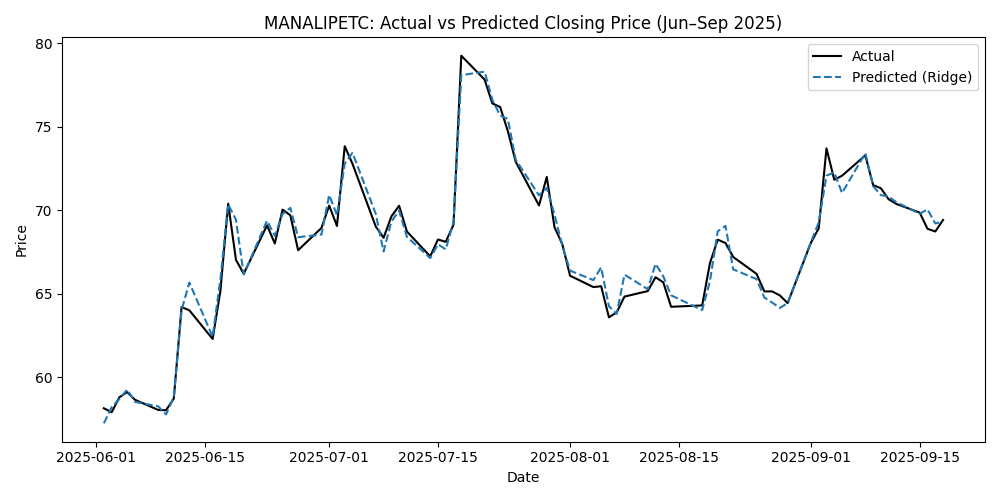 MANALIPETC: Actual vs Predicted Closing Price (Jun–Sep 2025)
Actual
Predicted (Ridge)
Price
80
75
70
65
60
2025-06-01 2025-06-15 2025-07-01 2025-07-15 2025-08-01 2025-08-15 2025-09-01 2025-09-15
Date